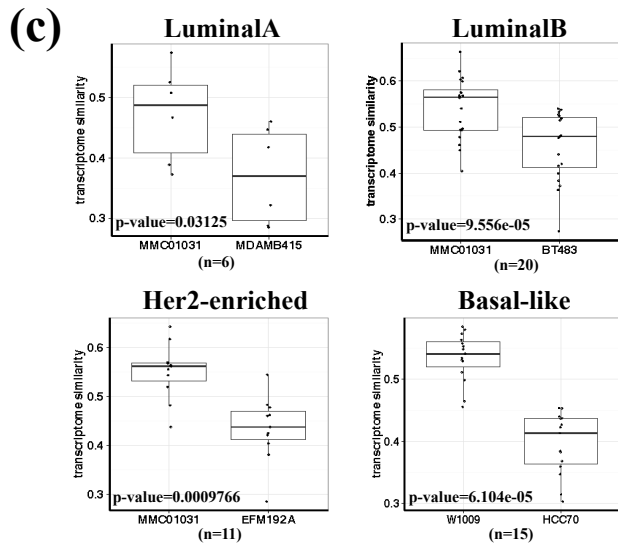 (c)
LuminalA
transcriptome similarity
0.5
0.4
0.3
p-value=0.03125
MMC01031 MDAMB415
(n=6)
LuminalB
transcriptome similarity
0.6
0.5
0.4
0.3
p-value=9.556e-05
MMC01031 BT483
(n=20)
Her2-enriched
transcriptome similarity
0.6
0.5
0.4
0.3
p-value=0.0009766
MMC01031 EFM192A
(n=11)
Basal-like
transcriptome similarity
0.5
0.4
0.3
p-value=6.104e-05
W1009 HCC70
(n=15)